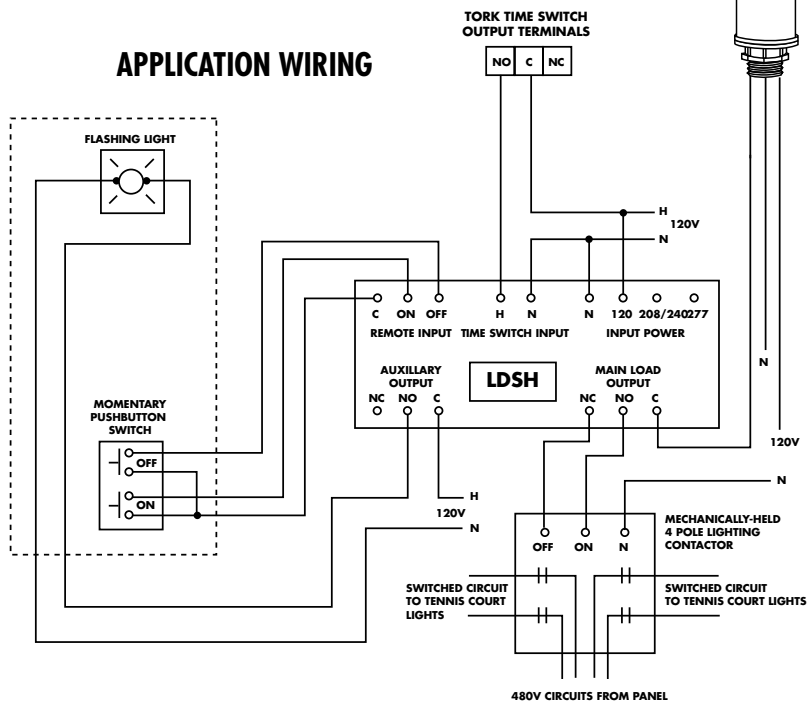 TORK TIME SWITCH
OUTPUT TERMINALS
NO C NC
APPLICATION WIRING
FLASHING LIGHT
H
120V
N
C ON OFF H N N 120 208/240 277
REMOTE INPUT TIME SWITCH INPUT INPUT POWER
AUXILLARY
OUTPUT
NC NO C
LDSH
MAIN LOAD
OUTPUT
NC NO C
N
120V
MOMENTARY
PUSHBUTTON
SWITCH
OFF
ON
H
120V
N
N
OFF ON N
MECHANICALLY-HELD
4 POLE LIGHTING
CONTACTOR
SWITCHED CIRCUIT
TO TENNIS COURT
LIGHTS
SWITCHED CIRCUIT
TO TENNIS COURT LIGHTS
480V CIRCUITS FROM PANEL